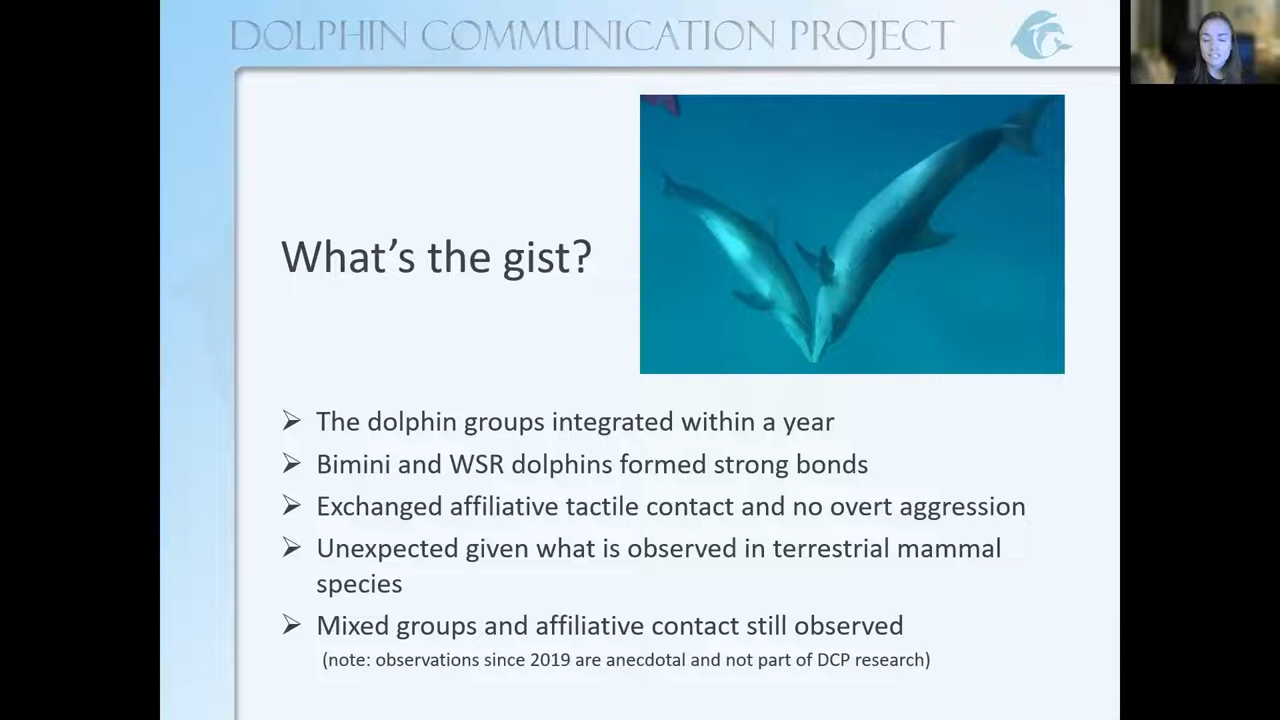 DOLPHIN COMMUNICATION PROJECT
What’s the gist?
➢ The dolphin groups integrated within a year
➢ Bimini and WSR dolphins formed strong bonds
➢ Exchanged affiliative tactile contact and no overt aggression
➢ Unexpected given what is observed in terrestrial mammal
species
➢ Mixed groups and affiliative contact still observed
(note: observations since 2019 are anecdotal and not part of DCP research)